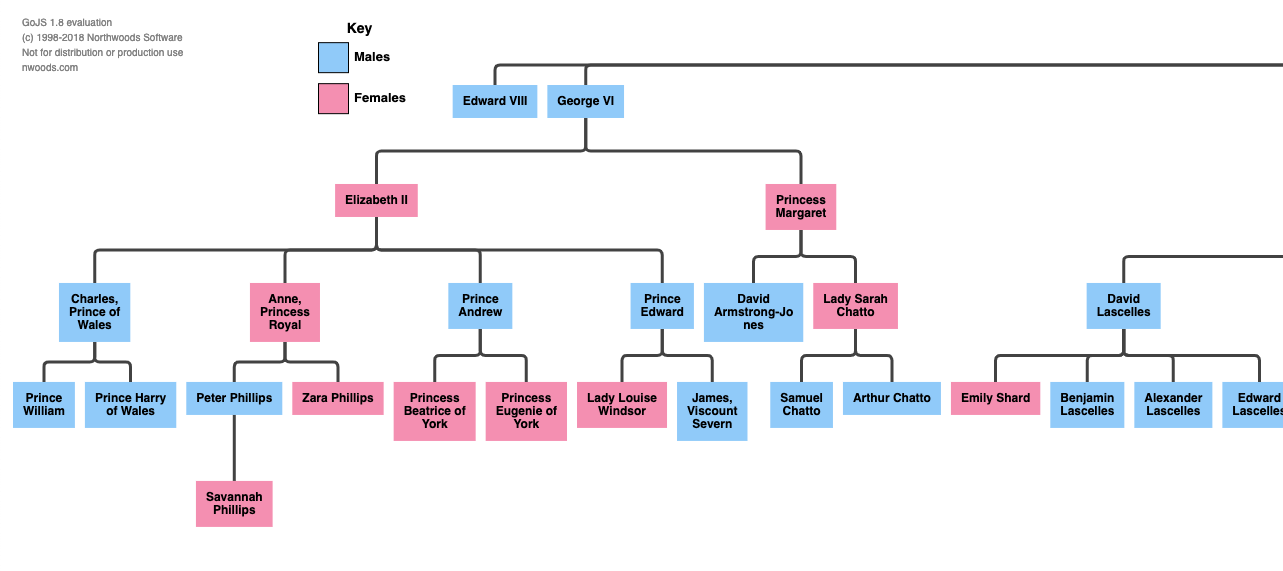 GoJS 1.8 evaluation
(c) 1998-2018 Northwoods Software
Not for distribution or production use
nwoods.com
Key
Males
Females
Edward VIII
George VI
Elizabeth II
Princess
Margaret
Charles,
Prince of
Wales
Anne,
Princess
Royal
Prince
Andrew
Prince
Edward
David
Armstrong-Jo
nes
Lady Sarah
Chatto
David
Lascelles
Prince
William
Prince Harry
of Wales
Peter Phillips
Zara Phillips
Princess
Beatrice of
York
Princess
Eugenie of
York
Lady Louise
Windsor
James,
Viscount
Severn
Samuel
Chatto
Arthur Chatto
Emily Shard
Benjamin
Lascelles
Alexander
Lascelles
Edward
Lascelles
Savannah
Phillips